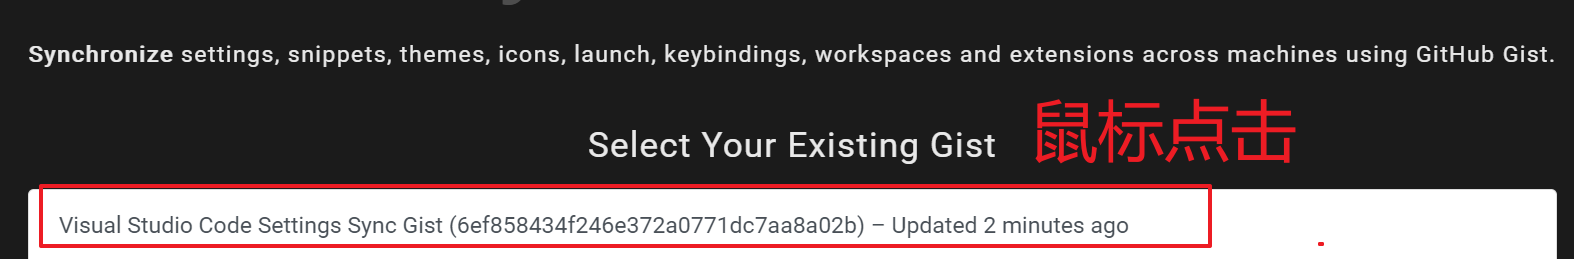 Synchronize settings, snippets, themes, icons, launch, keybindings, workspaces and extensions across machines using GitHub Gist.
Select Your Existing Gist
鼠标点击
Visual Studio Code Settings Sync Gist (6ef858434f246e372a0771dc7aa8a02b) – Updated 2 minutes ago